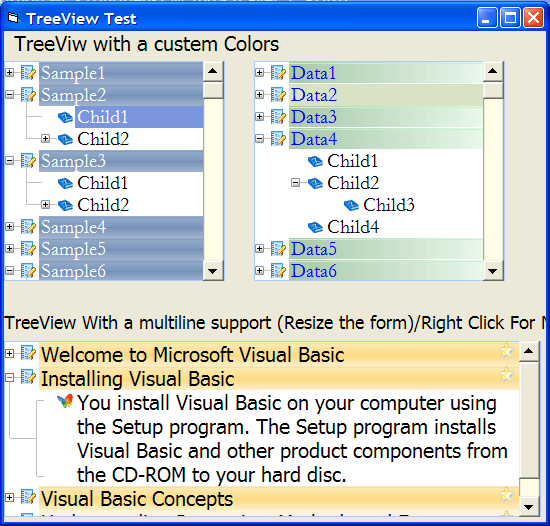 TreeView Test
TreeViw with a custem Colors
Sample1
Sample2
Child1
Child2
Sample3
Child1
Child2
Sample4
Sample5
Sample6
Data1
Data2
Data3
Data4
Child1
Child2
Child3
Child4
Data5
Data6
TreeView With a multiline support (Resize the form)/Right Click For
Welcome to Microsoft Visual Basic
Installing Visual Basic
You install Visual Basic on your computer using
the Setup program. The Setup program installs
Visual Basic and other product components from
the CD-ROM to your hard disc.
Visual Basic Concepts